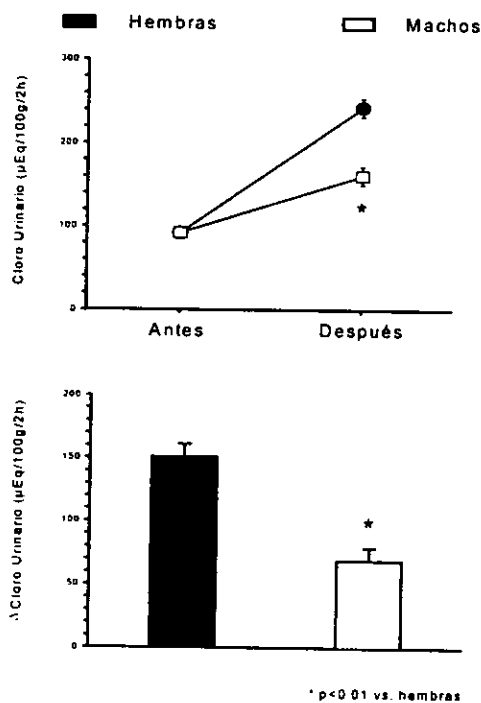 Hembras Machos
Cloro Urinario (µEq/100g/2h)
300
200
100
0
Antes Después
*
Δ Cloro Urinario (µEq/100g/2h)
200
150
100
50
0
*
* p<0.01 vs. hembras